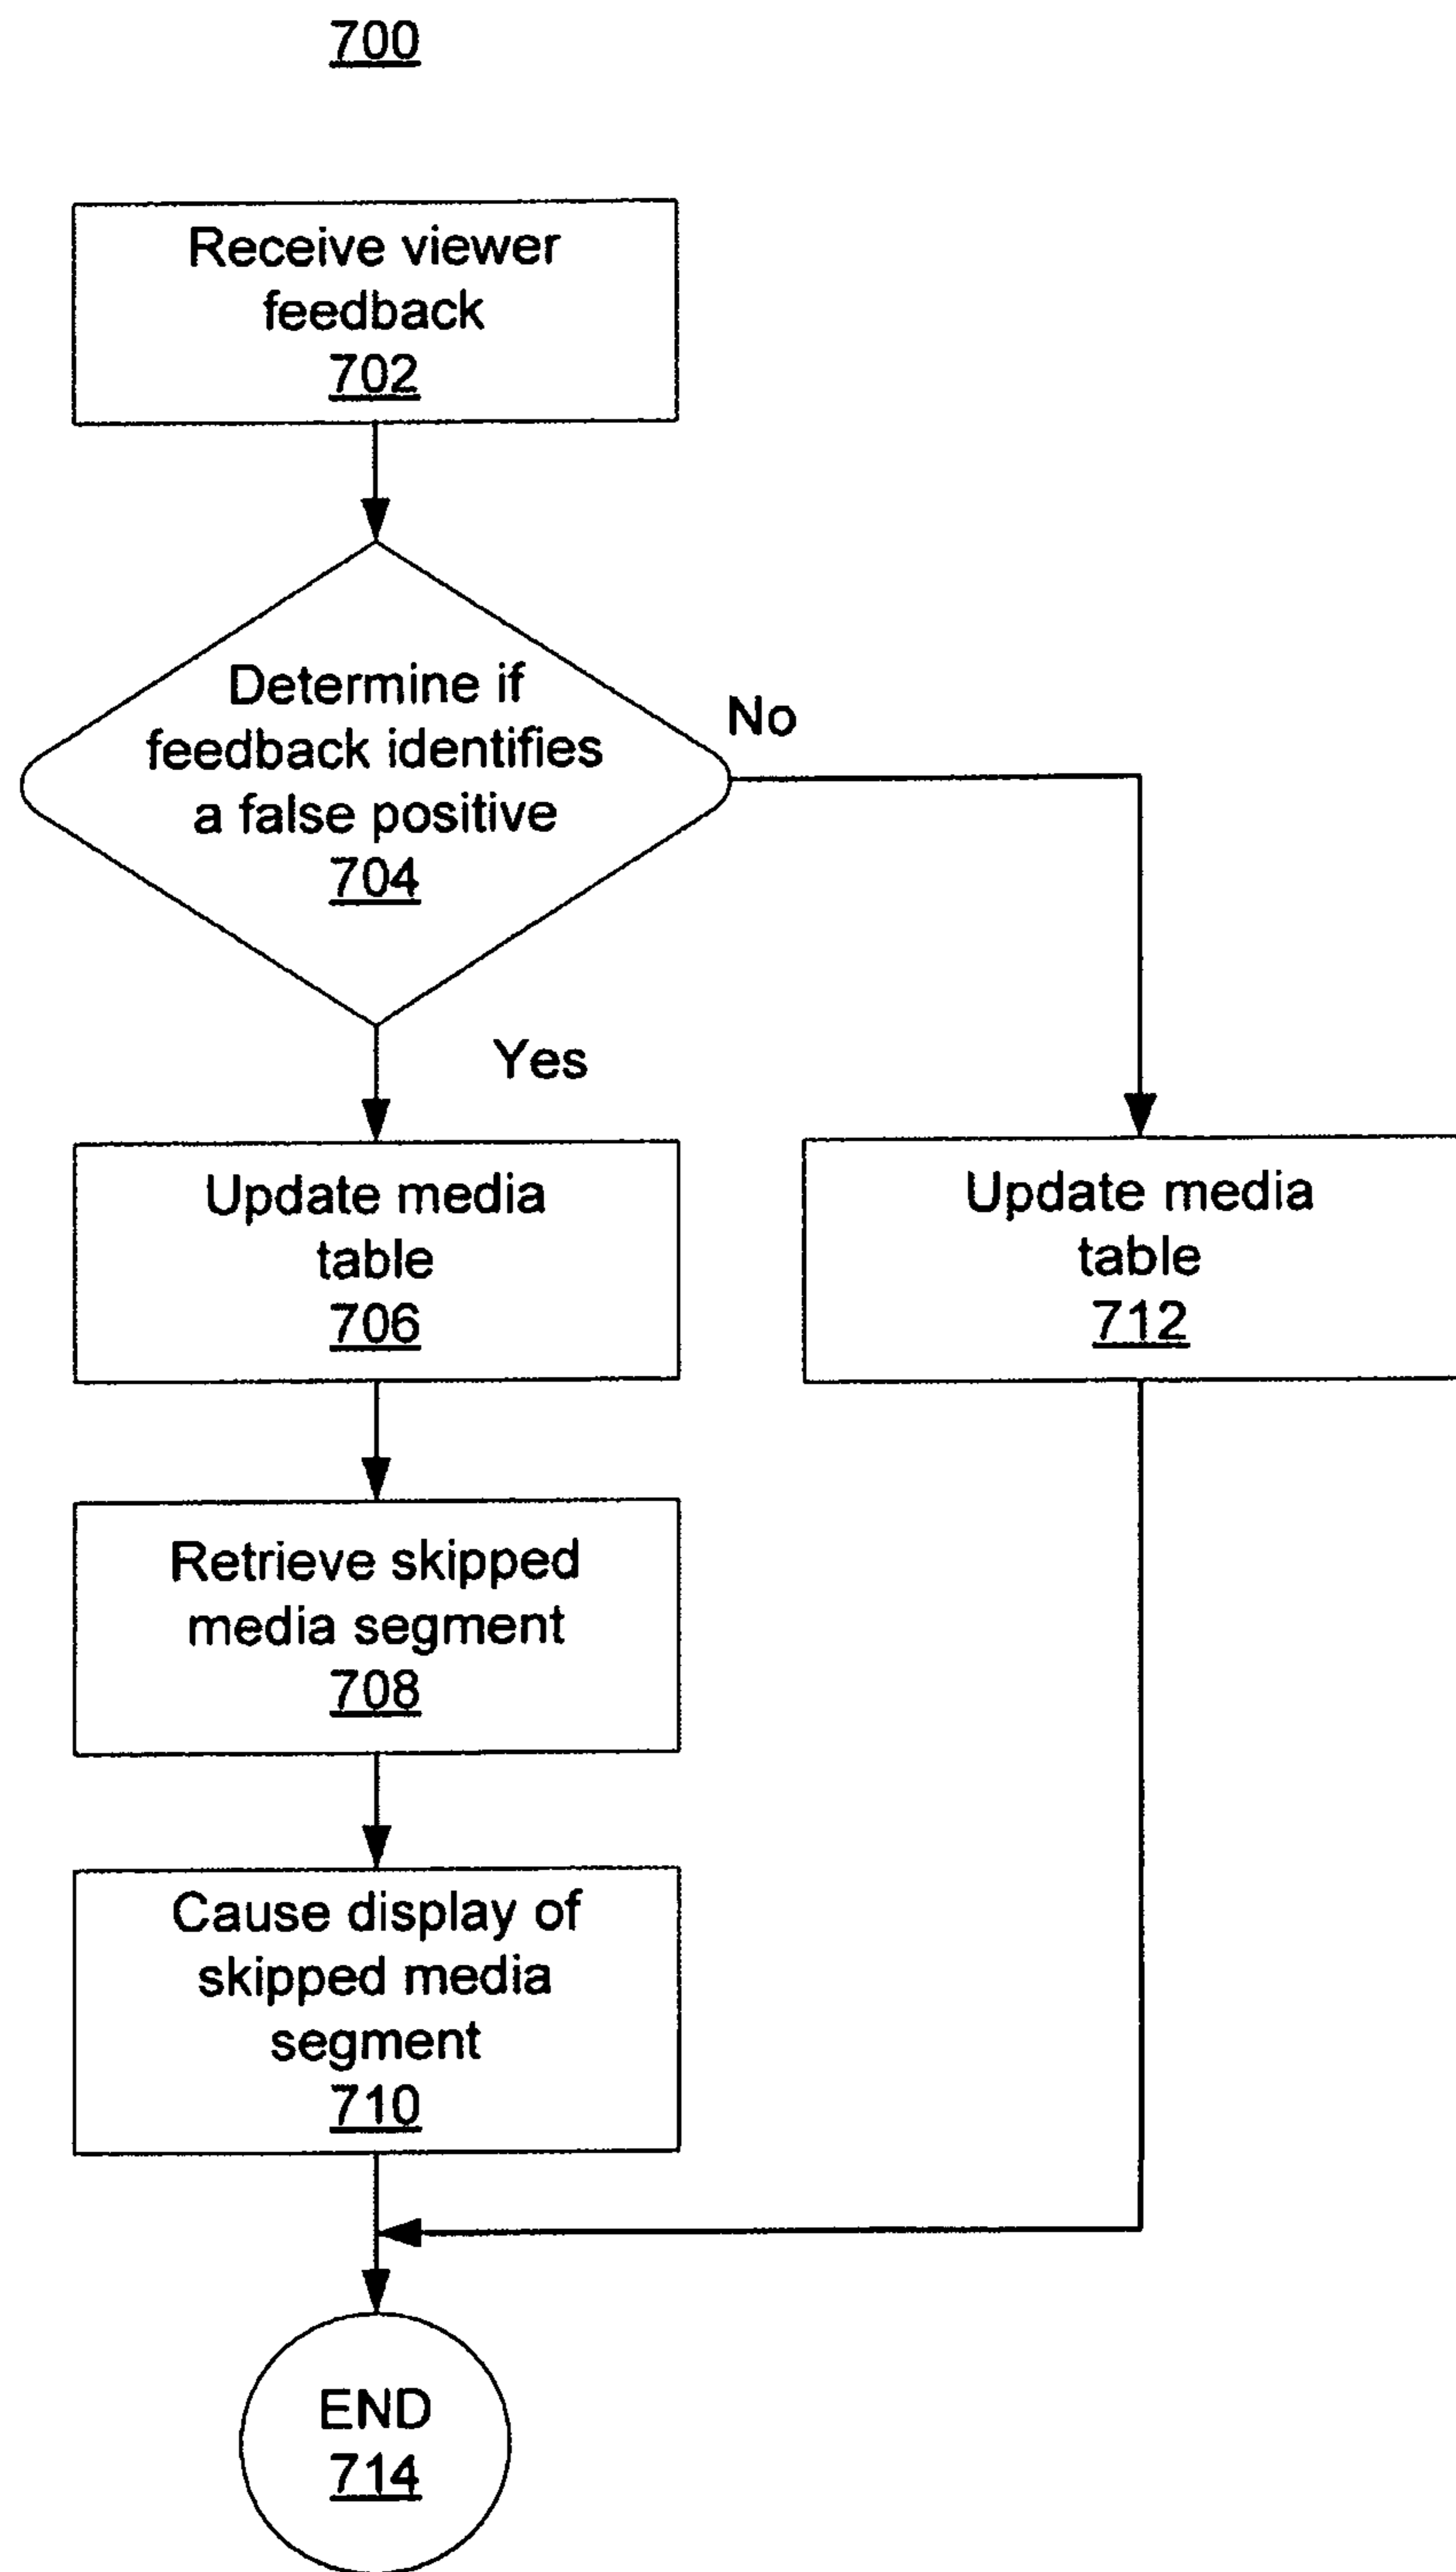 700
Receive viewer
feedback
702
Determine if
feedback identifies
a false positive
704
No
Yes
Update media
table
706
Update media
table
712
Retrieve skipped
media segment
708
Cause display of
skipped media
segment
710
END
714